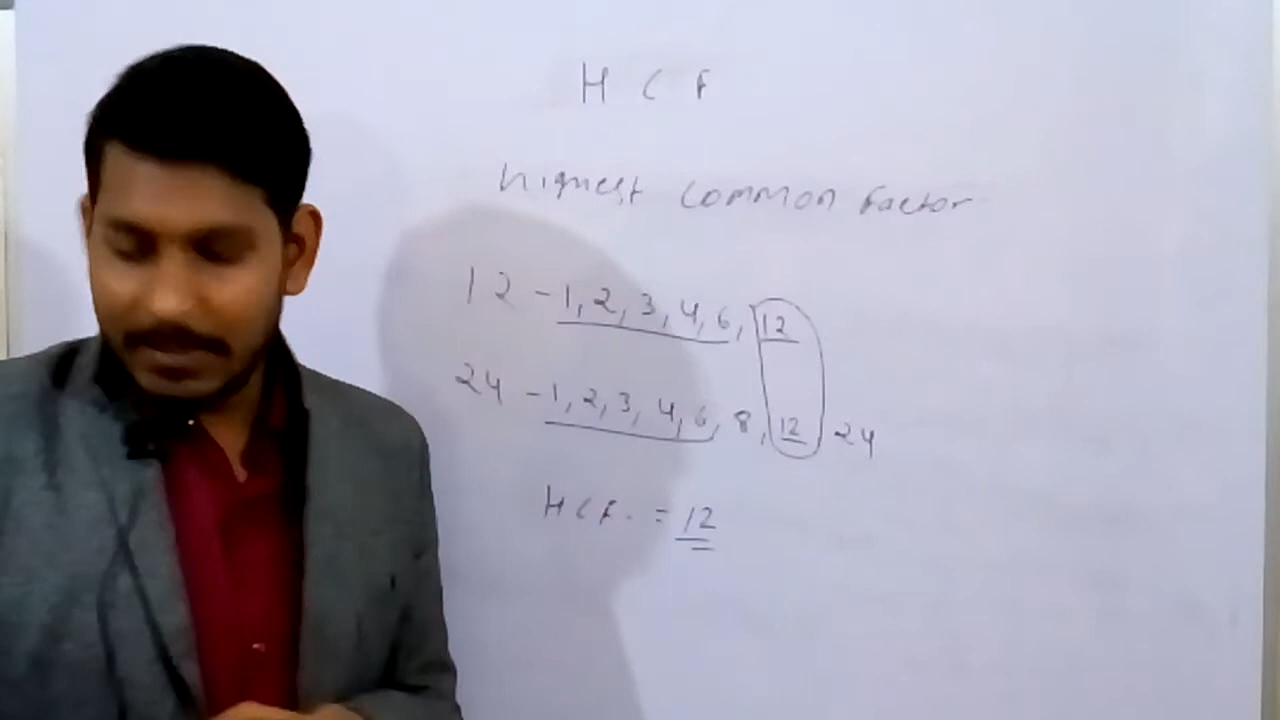 H C F
highest common factor
12 - 1, 2, 3, 4, 6, 12
24 - 1, 2, 3, 4, 6, 8, 12 24
HCF. = 12